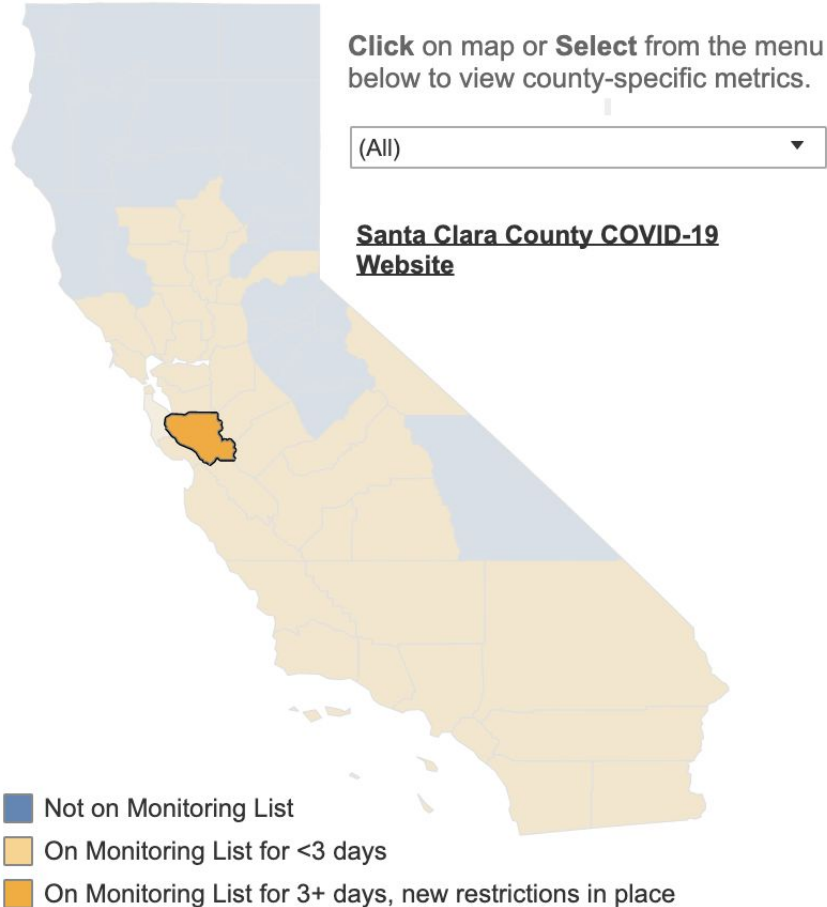 Click on map or Select from the menu
below to view county-specific metrics.
(All)
Santa Clara County COVID-19
Website
Not on Monitoring List
On Monitoring List for <3 days
On Monitoring List for 3+ days, new restrictions in place